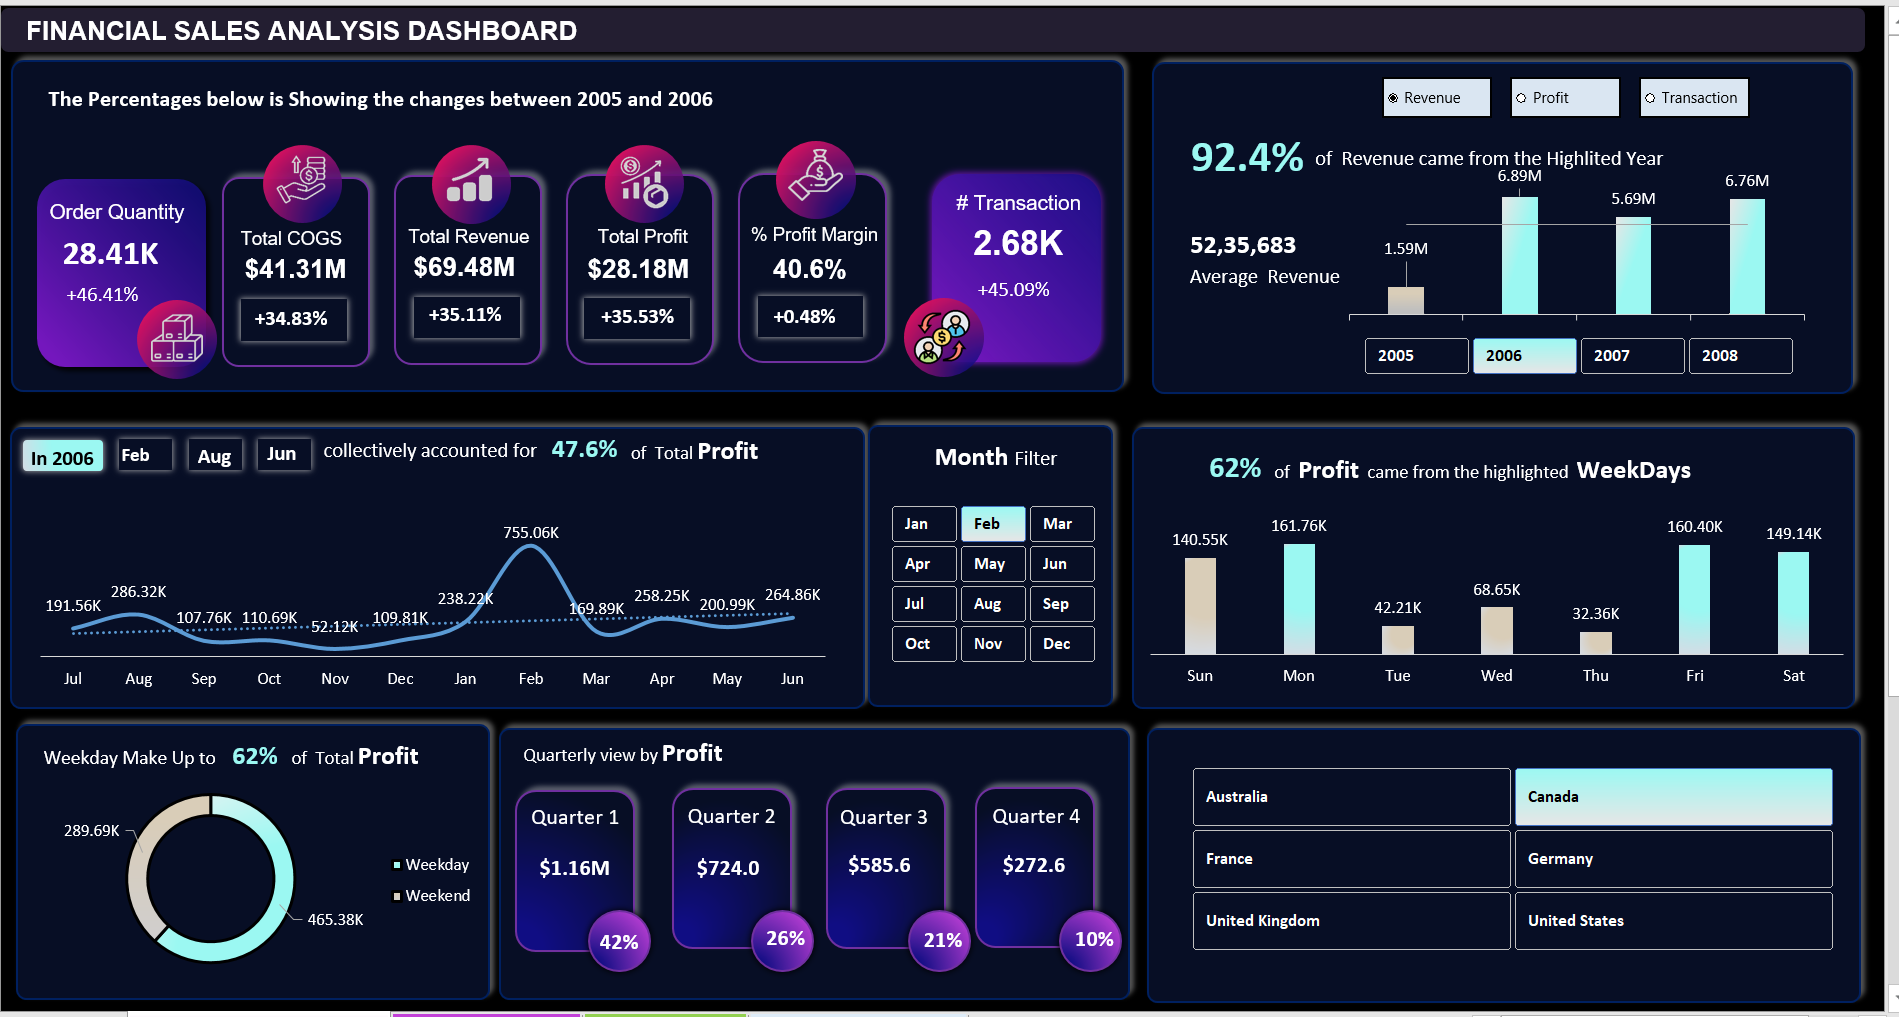 FINANCIAL SALES ANALYSIS DASHBOARD
The Percentages below is Showing the changes between 2005 and 2006
Order Quantity
28.41K
+46.41%
Total COGS
$41.31M
+34.83%
Total Revenue
$69.48M
+35.11%
Total Profit
$28.18M
+35.53%
% Profit Margin
40.6%
+0.48%
# Transaction
2.68K
+45.09%
Revenue
Profit
Transaction
92.4% of Revenue came from the Highlited Year
52,35,683
Average Revenue
1.59M
6.89M
5.69M
6.76M
2005
2006
2007
2008
In 2006 Feb Aug Jun collectively accounted for 47.6% of Total Profit
191.56K
286.32K
107.76K
110.69K
52.12K
109.81K
238.22K
755.06K
169.89K
258.25K
200.99K
264.86K
Jul
Aug
Sep
Oct
Nov
Dec
Jan
Feb
Mar
Apr
May
Jun
Month Filter
Jan
Feb
Mar
Apr
May
Jun
Jul
Aug
Sep
Oct
Nov
Dec
62% of Profit came from the highlighted WeekDays
140.55K
161.76K
42.21K
68.65K
32.36K
160.40K
149.14K
Sun
Mon
Tue
Wed
Thu
Fri
Sat
Weekday Make Up to 62% of Total Profit
289.69K
465.38K
Weekday
Weekend
Quarterly view by Profit
Quarter 1
$1.16M
42%
Quarter 2
$724.0
26%
Quarter 3
$585.6
21%
Quarter 4
$272.6
10%
Australia
Canada
France
Germany
United Kingdom
United States